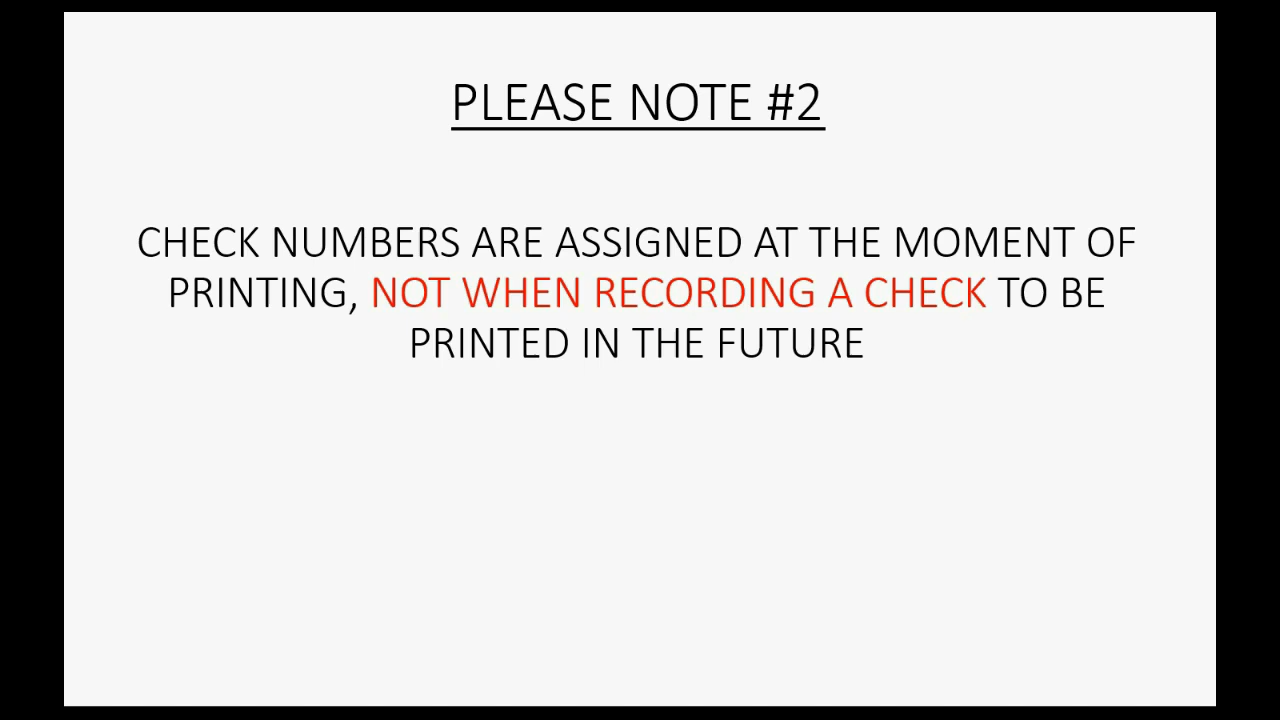 PLEASE NOTE #2
CHECK NUMBERS ARE ASSIGNED AT THE MOMENT OF
PRINTING, NOT WHEN RECORDING A CHECK TO BE
PRINTED IN THE FUTURE